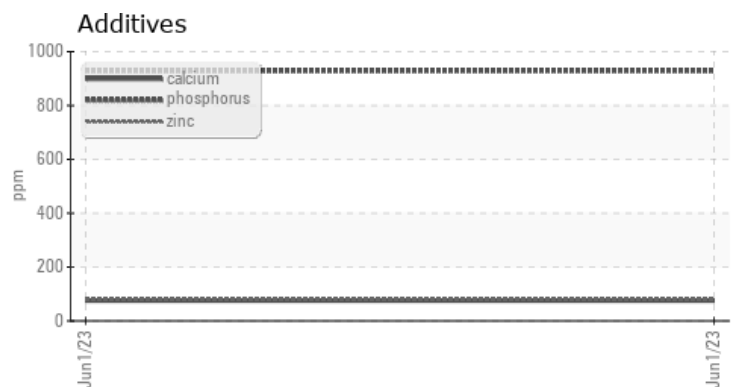 Additives
1000
calcium
phosphorus
zinc
800
600
ppm
400
200
0
Jun1/23
Jun1/23